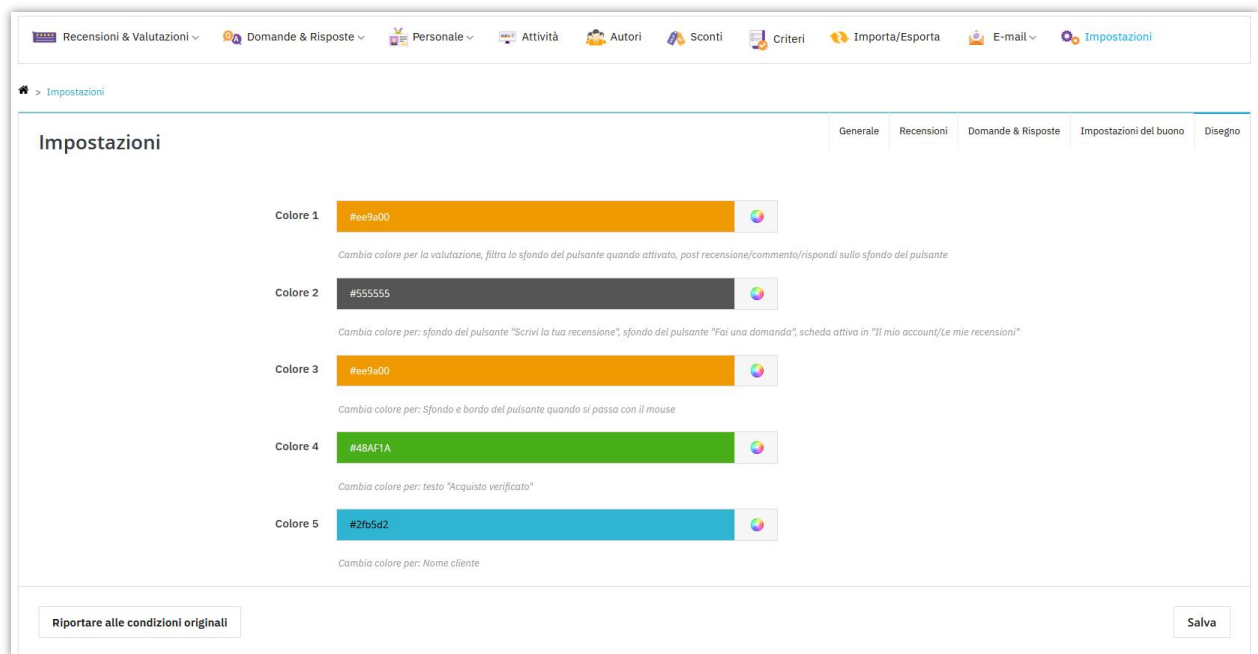 Recensioni & Valutazioni Domande & Risposte Personale Attività Autori Sconti Criteri Importa/Esporta E-mail Impostazioni
> Impostazioni
Impostazioni
Generale Recensioni Domande & Risposte Impostazioni del buono Disegno
Colore 1 #ee9a00
Cambia colore per la valutazione, filtra lo sfondo del pulsante quando attivato, post recensione/commento/rispondi sullo sfondo del pulsante
Colore 2 #555555
Cambia colore per: sfondo del pulsante "Scrivi la tua recensione", sfondo del pulsante "Fai una domanda", scheda attiva in "Il mio account/Le mie recensioni"
Colore 3 #ee9a00
Cambia colore per: Sfondo e bordo del pulsante quando si passa con il mouse
Colore 4 #48AF1A
Cambia colore per: testo "Acquisto verificato"
Colore 5 #2fb5d2
Cambia colore per: Nome cliente
Riportare alle condizioni originali Salva